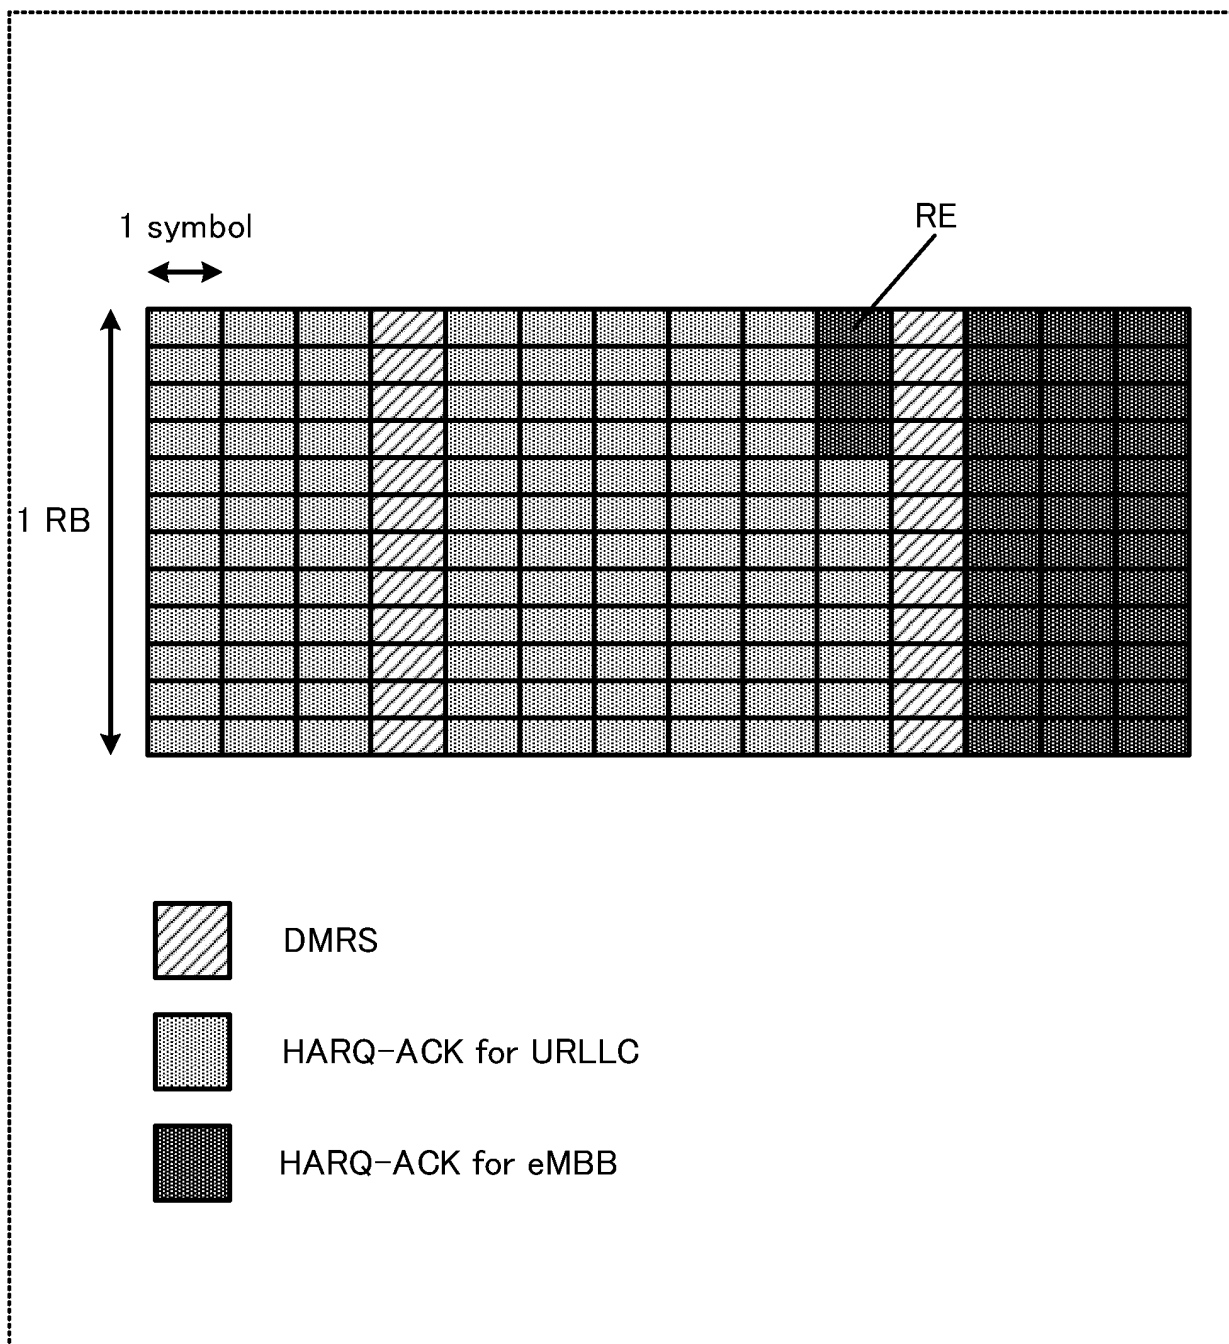 RE
1 symbol
1 RB
DMRS
HARQ-ACK for URLLC
HARQ-ACK for eMBB